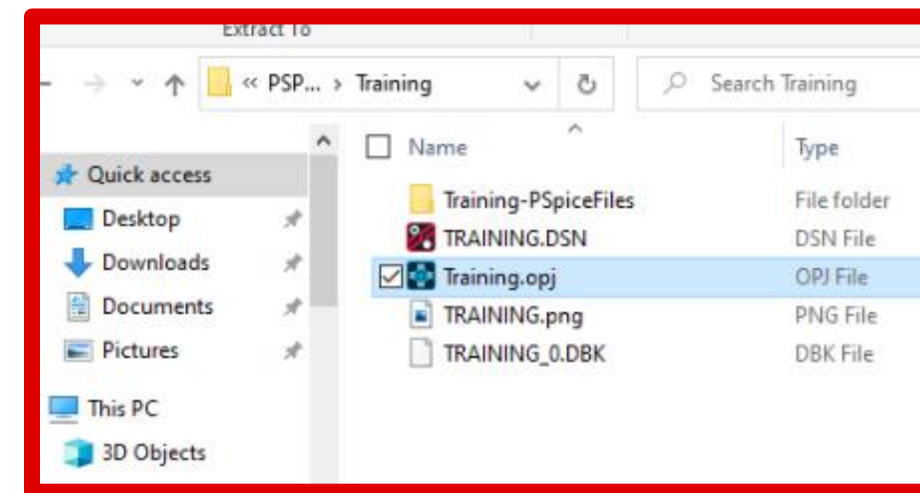 Extract To
« PSP... › Training
Search Training
Name
Type
Quick access
Desktop
Downloads
Documents
Pictures
This PC
3D Objects
Training-PSpiceFiles
File folder
TRAINING.DSN
DSN File
Training.opj
OPJ File
TRAINING.png
PNG File
TRAINING_0.DBK
DBK File